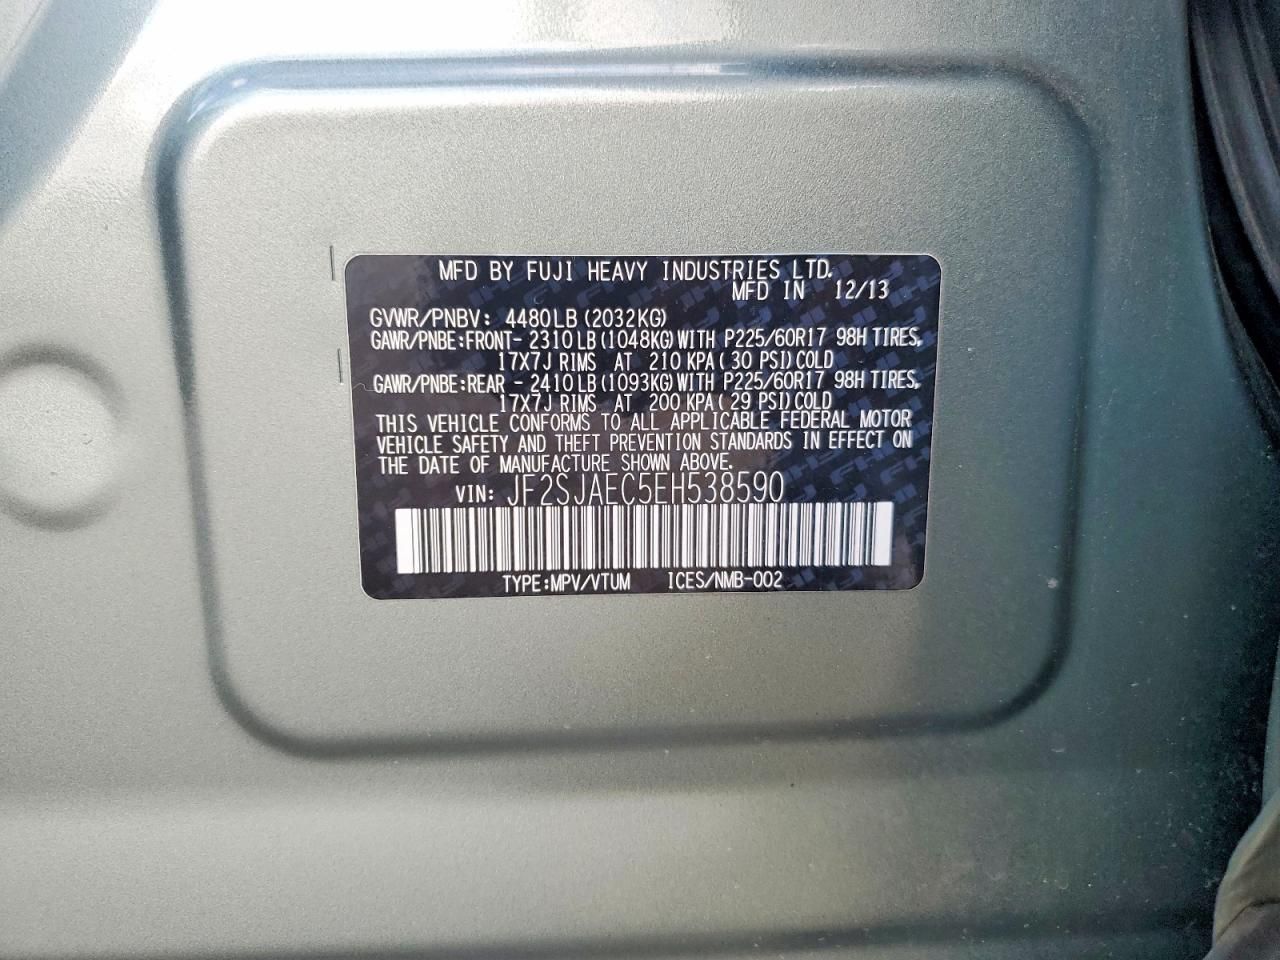 MFD BY FUJI HEAVY INDUSTRIES LTD.
MFD IN 12/13
GVWR/PNBV: 4480LB (2032KG)
GAWR/PNBE:FRONT- 2310LB (1048KG) WITH P225/60R17 98H TIRES,
17X7J RIMS AT 210 KPA( 30 PSI) COLD
GAWR/PNBE:REAR - 2410LB (1093KG) WITH P225/60R17 98H TIRES,
17X7J RIMS AT 200 KPA( 29 PSI) COLD
THIS VEHICLE CONFORMS TO ALL APPLICABLE FEDERAL MOTOR
VEHICLE SAFETY AND THEFT PREVENTION STANDARDS IN EFFECT ON
THE DATE OF MANUFACTURE SHOWN ABOVE.
VIN: JF2SJAEC5EH538590
TYPE:MPV/VTUM ICES/NMB-002